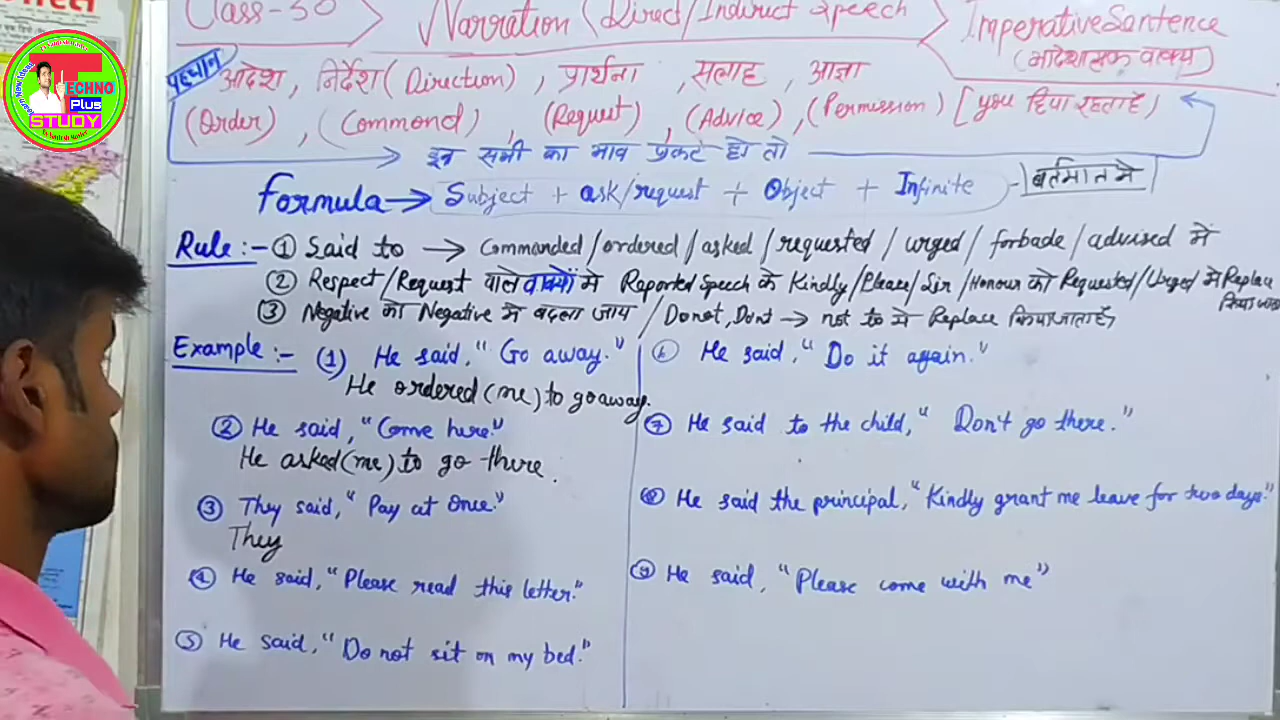 Class-30 Narration (Direct/Indirect Speech ImperativeSentence
(आदेशात्मक वाक्य)
TECHNO
Plus
STUDY
पहचान आदेश, निर्देश (Direction), प्रार्थना, सलाह आज्ञा
(Order), (Commond) (Request), (Advice), (Permission) [you छिपा रहता है)
इन सभी का भाव प्रकट हो तो
Formula → Subject + ask/request + Object + Infinite - वर्तमान मे
Rule:- ① Said to → Commanded/ordered/asked/requested/urged/forbade/advised मे
② Respect/Request वाले वाक्यों मे Reported Speech के Kindly/Please/Sir/Honour को Requested/Urged मे Replace
③ Negative को Negative मे बदला जाय / Do not, Dont → not to मे Replace किया जाता है,
Example:- (1) He said, "Go away."
He ordered (me) to go away.
② He said, "Come here."
He asked (me) to go there.
③ They said, "Pay at once."
They
④ He said, "Please read this letter."
⑤ He said, "Do not sit on my bed."
⑥ He said, "Do it again."
⑦ He said to the child, "Don't go there."
⑧ He said the principal, "Kindly grant me leave for two days."
⑨ He said, "Please come with me"